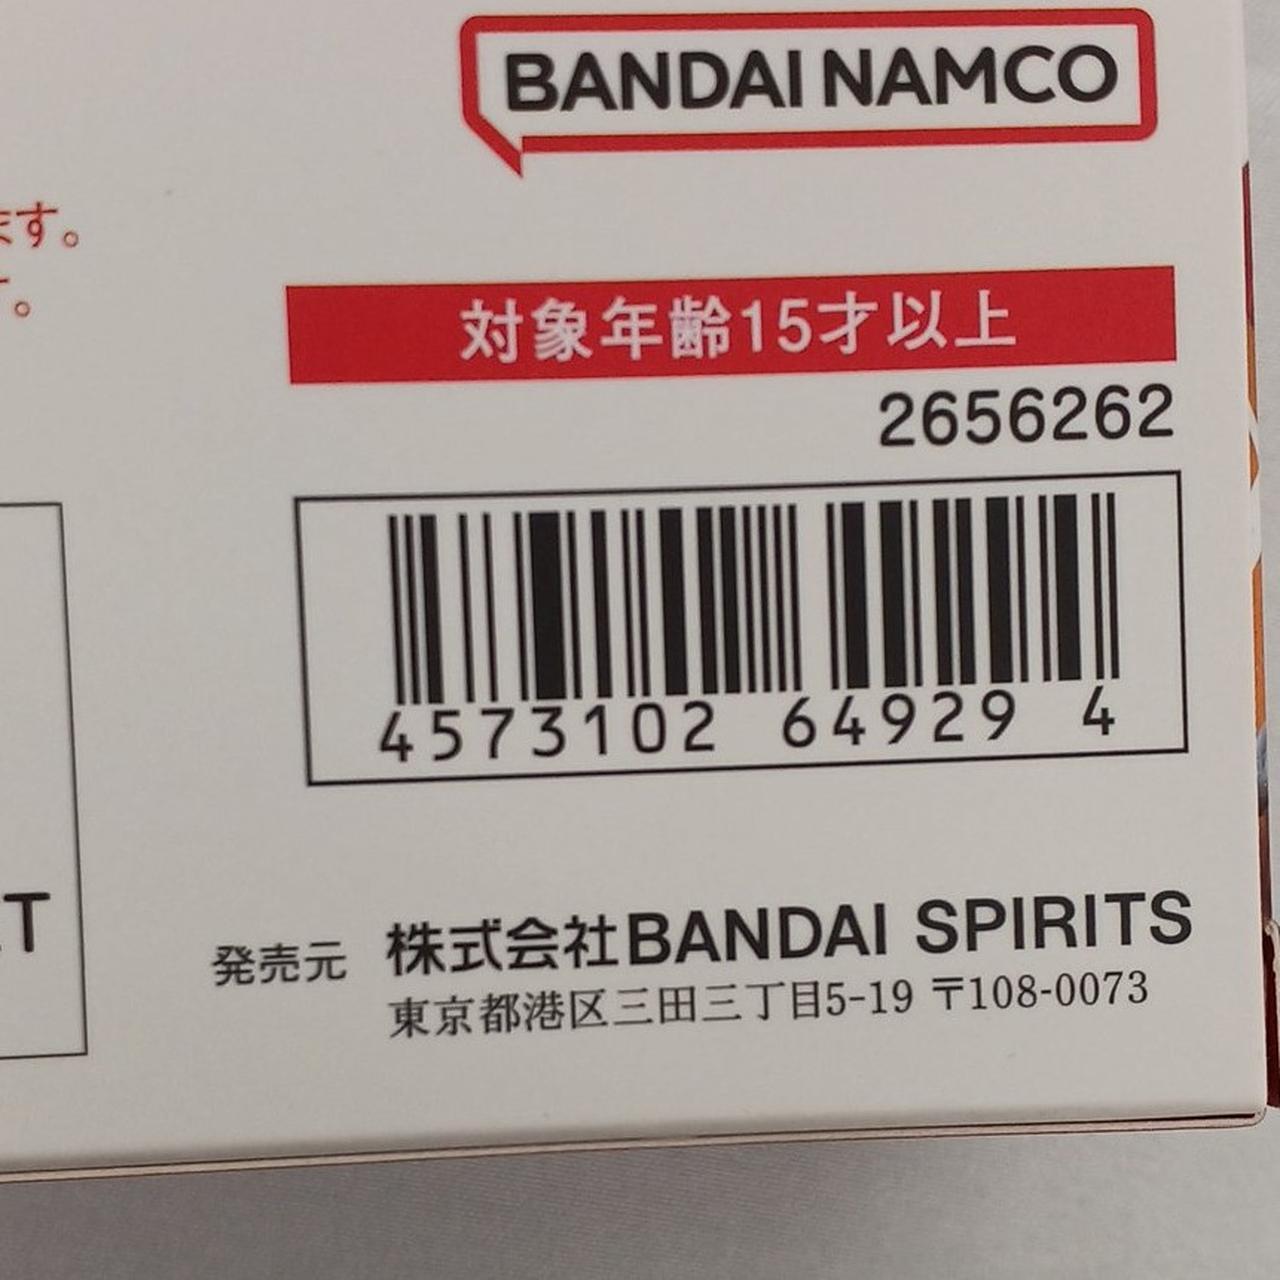 BANDAI NAMCO
ます。
す。
対象年齢15才以上
2656262
4573102 64929 4
発売元 株式会社BANDAI SPIRITS
東京都港区三田三丁目5-19 〒108-0073